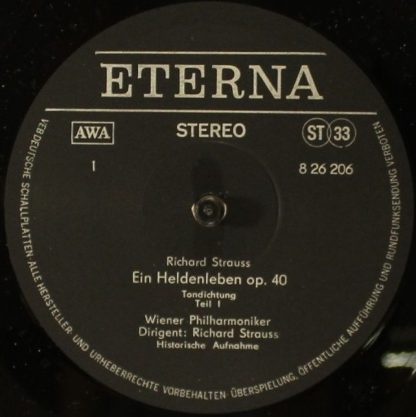 ETERNA
AWA
STEREO
ST 33
1
8 26 206
Richard Strauss
Ein Heldenleben op. 40
Tondichtung
Teil I
Wiener Philharmoniker
Dirigent: Richard Strauss
Historische Aufnahme
VEB DEUTSCHE SCHALLPLATTEN · ALLE HERSTELLER- UND URHEBERRECHTE VORBEHALTEN ÜBERSPIELUNG, ÖFFENTLICHE AUFFÜHRUNG UND RUNDFUNKSENDUNG VERBOTEN